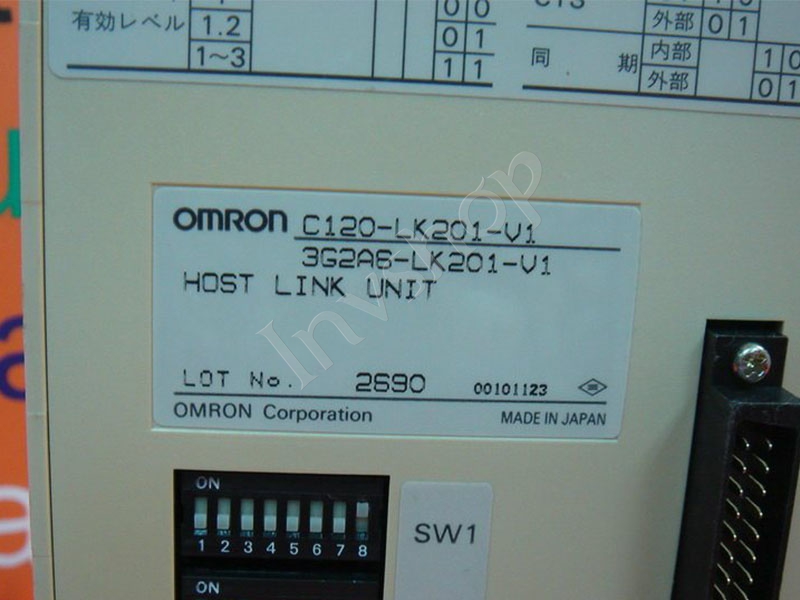 有効レベル 1.2 0 1
1~3 1 1
0 0
CTS
外部 0 1
同 期 内部 1 0
外部 0 1
OMRON C120-LK201-V1
3G2A6-LK201-V1
HOST LINK UNIT
LOT No. 2690 00101123
OMRON Corporation MADE IN JAPAN
ON
1 2 3 4 5 6 7 8
SW1
ON
Invshop